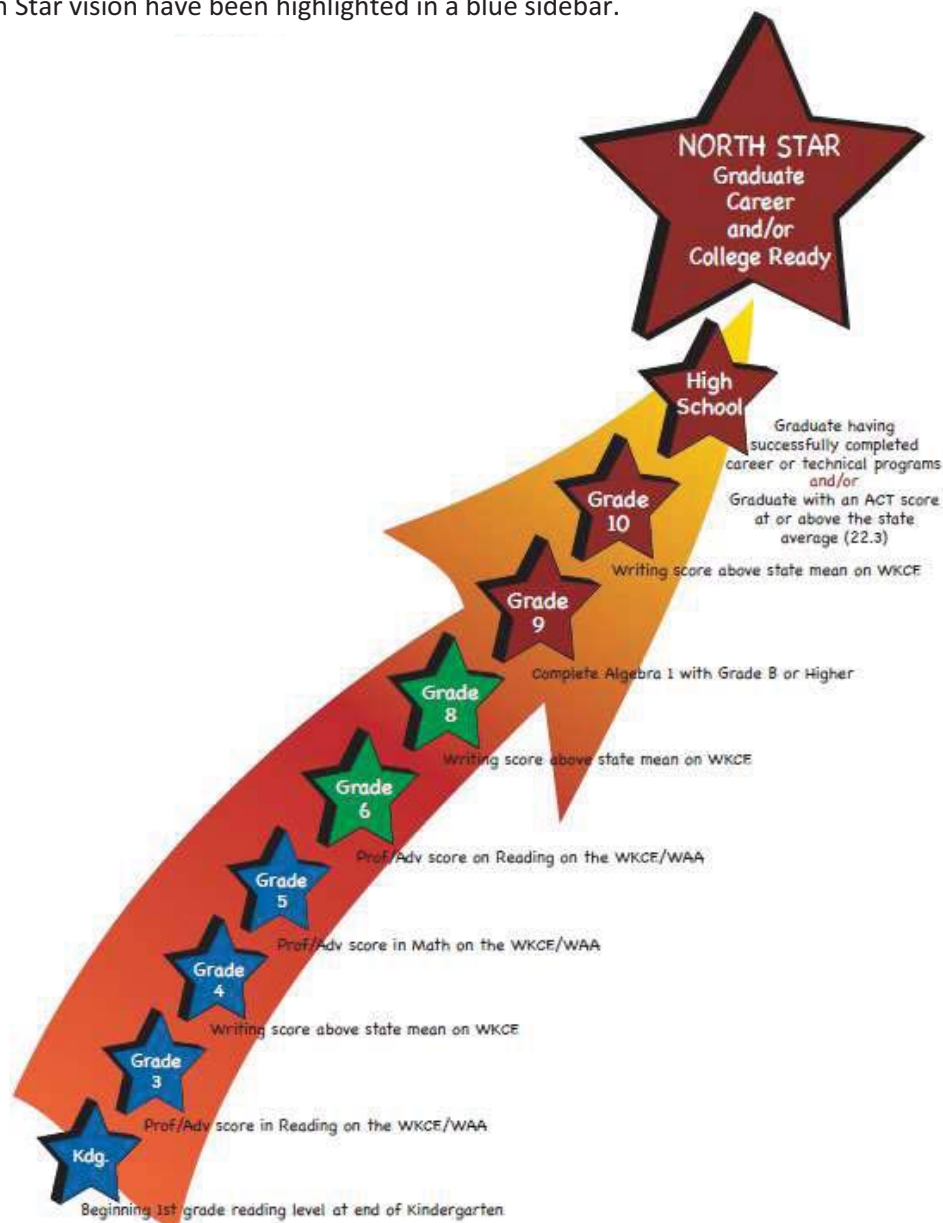 Star vision have been highlighted in a blue sidebar.
NORTH STAR
Graduate
Career
and/or
College Ready
High
School
Graduate having
successfully completed
career or technical programs
and/or
Graduate with an ACT score
at or above the state
average (22.3)
Grade
10
Writing score above state mean on WKCE
Grade
9
Complete Algebra 1 with Grade B or Higher
Grade
8
Writing score above state mean on WKCE
Grade
6
Prof/Adv score on Reading on the WKCE/WAA
Grade
5
Prof/Adv score in Math on the WKCE/WAA
Grade
4
Writing score above state mean on WKCE
Grade
3
Prof/Adv score in Reading on the WKCE/WAA
Kdg.
Beginning 1st grade reading level at end of Kindergarten